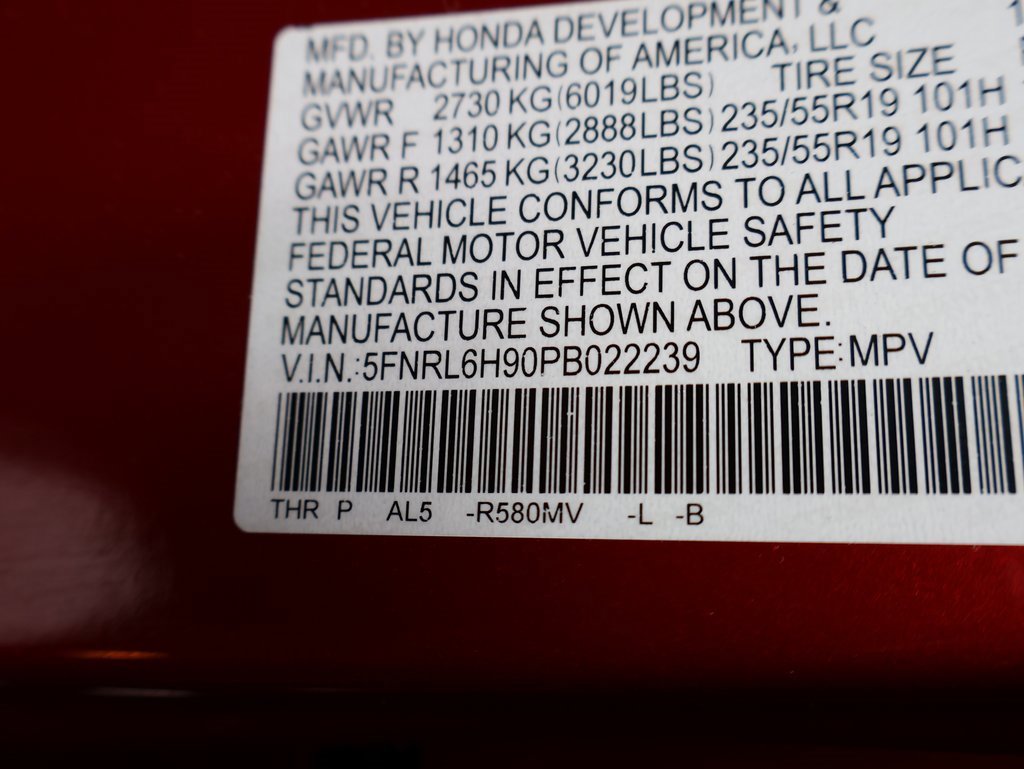 MFD. BY HONDA DEVELOPMENT &
MANUFACTURING OF AMERICA, LLC
GVWR 2730 KG(6019LBS) TIRE SIZE
GAWR F 1310 KG(2888LBS) 235/55R19 101H
GAWR R 1465 KG(3230LBS) 235/55R19 101H
THIS VEHICLE CONFORMS TO ALL APPLIC
FEDERAL MOTOR VEHICLE SAFETY
STANDARDS IN EFFECT ON THE DATE OF
MANUFACTURE SHOWN ABOVE.
V.I.N.:5FNRL6H90PB022239 TYPE:MPV
THR P AL5 -R580MV -L -B